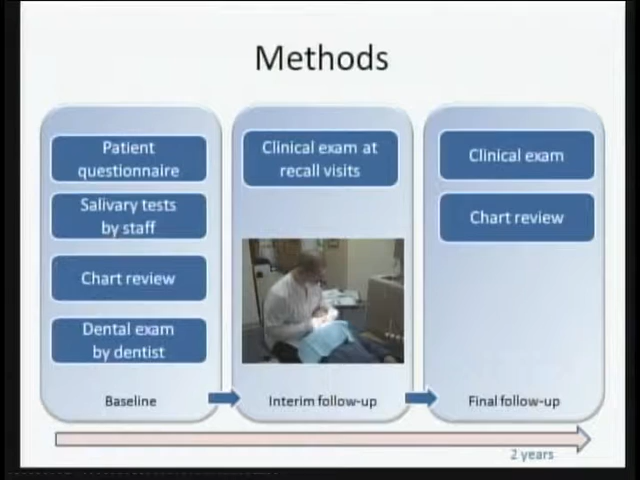 Methods
Patient
questionnaire
Salivary tests
by staff
Chart review
Dental exam
by dentist
Baseline
Clinical exam at
recall visits
Interim follow-up
Clinical exam
Chart review
Final follow-up
2 years